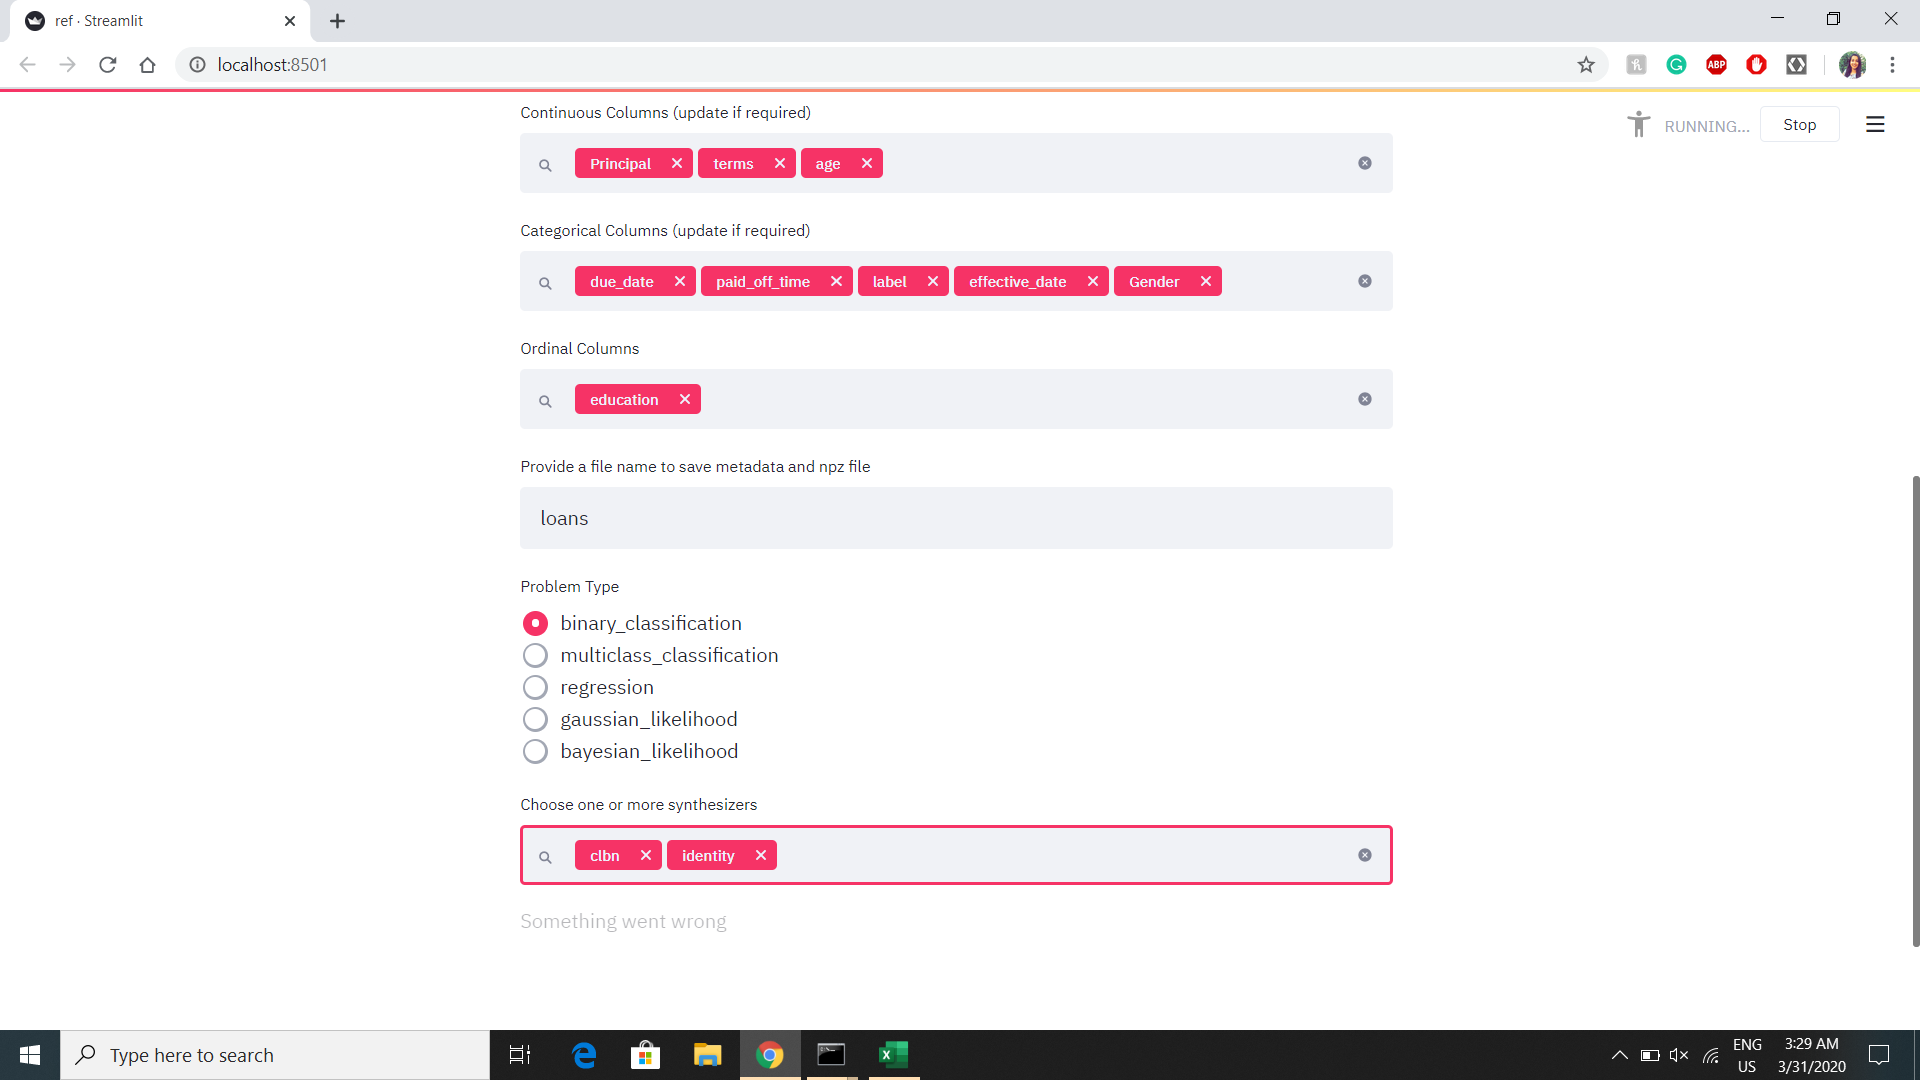 ref · Streamlit
localhost:8501
ABP
Continuous Columns (update if required)
RUNNING...
Stop
Principal terms age
Categorical Columns (update if required)
due_date paid_off_time label effective_date Gender
Ordinal Columns
education
Provide a file name to save metadata and npz file
loans
Problem Type
binary_classification
multiclass_classification
regression
gaussian_likelihood
bayesian_likelihood
Choose one or more synthesizers
clbn identity
Something went wrong
Type here to search
ENG
US
3:29 AM
3/31/2020